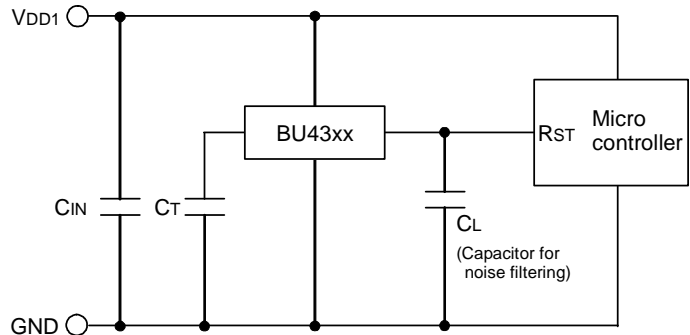 VDD1
BU43xx
RST
Micro
controller
CIN
CT
CL
(Capacitor for
noise filtering)
GND